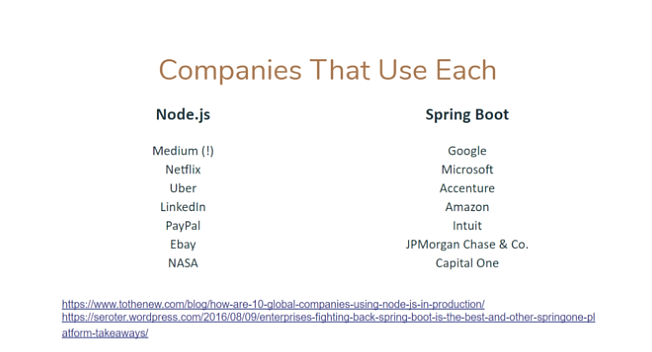 Companies That Use Each
Node.js
Medium (!)
Netflix
Uber
LinkedIn
PayPal
Ebay
NASA
Spring Boot
Google
Microsoft
Accenture
Amazon
Intuit
JPMorgan Chase & Co.
Capital One
https://www.tothenew.com/blog/how-are-10-global-companies-using-node-js-in-production/
https://seroter.wordpress.com/2016/08/09/enterprises-fighting-back-spring-boot-is-the-best-and-other-springone-pl
atform-takeaways/